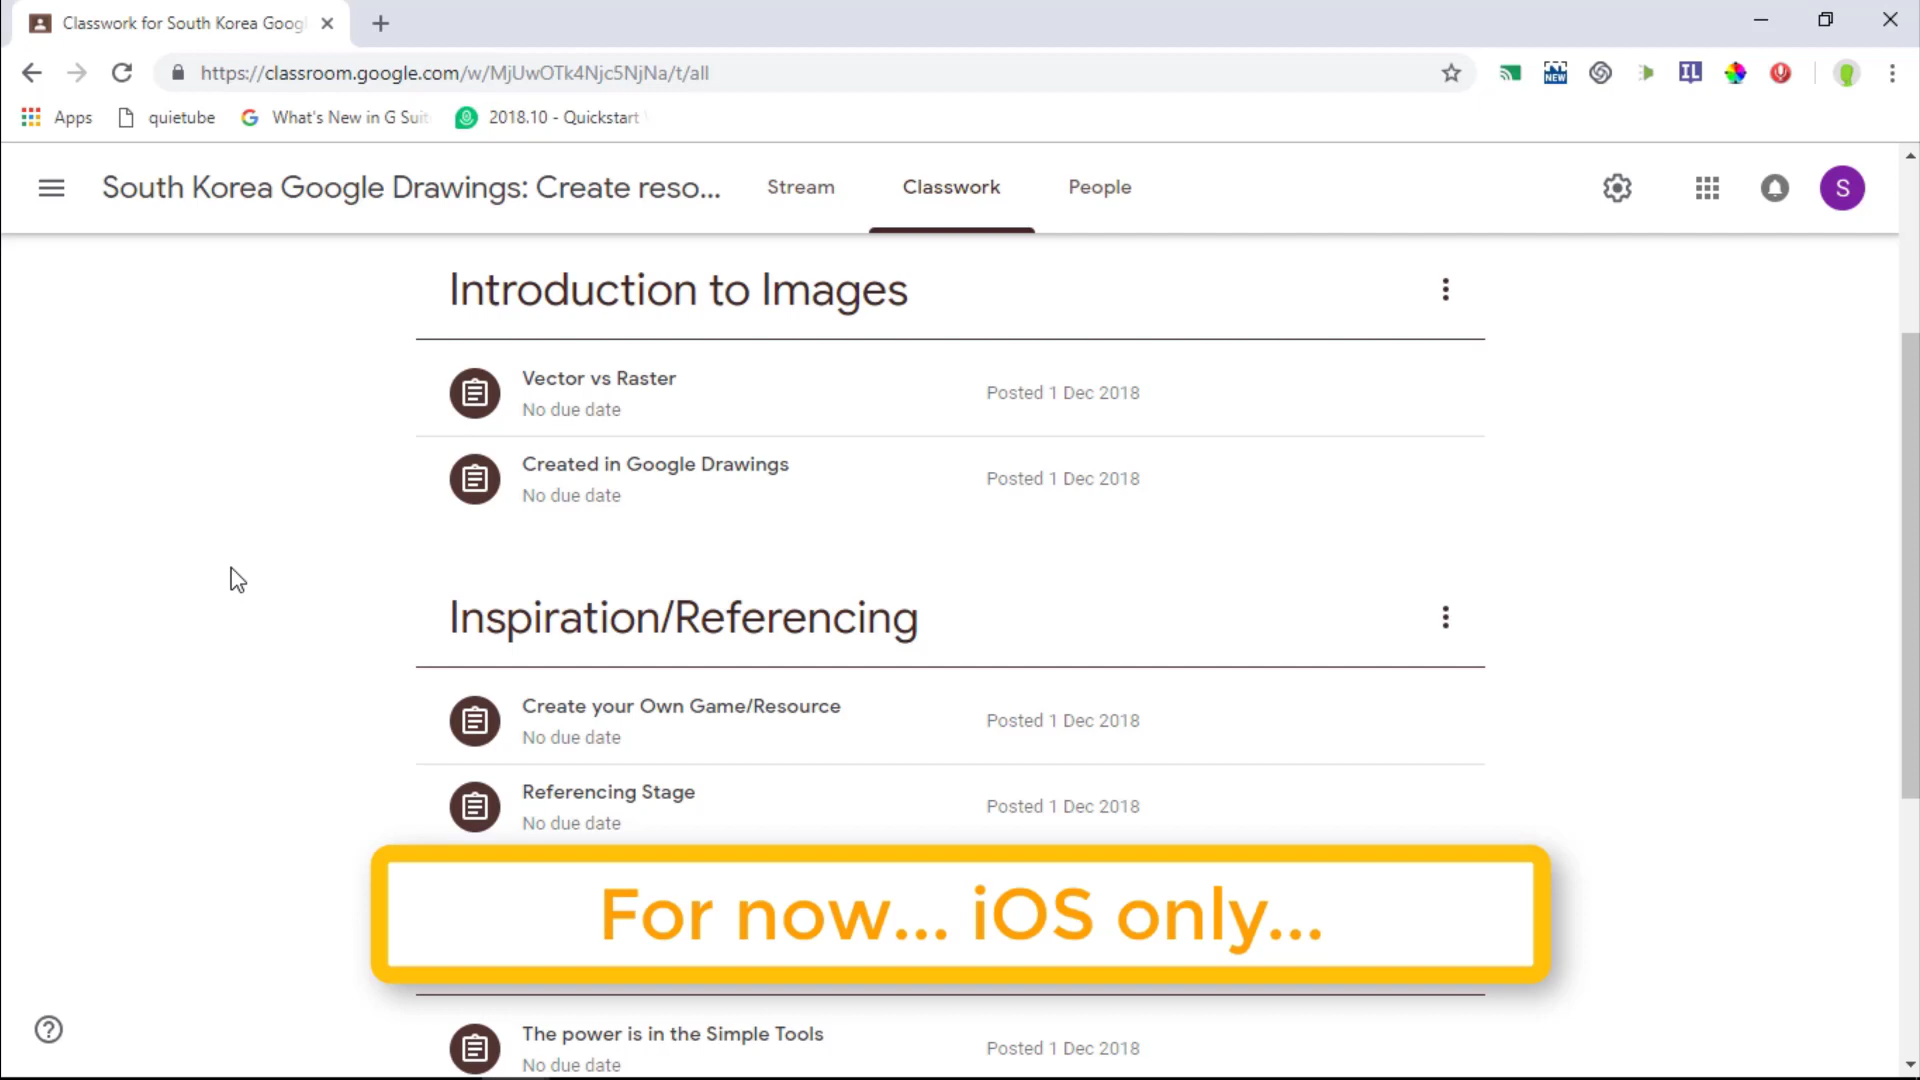 Classwork for South Korea Goog
https://classroom.google.com/w/MjUwOTk4Njc5NjNa/t/all
NEW
IL
Apps
quietube
What's New in G Suit
2018.10 - Quickstart
South Korea Google Drawings: Create reso...
Stream
Classwork
People
S
Introduction to Images
Vector vs Raster
No due date
Posted 1 Dec 2018
Created in Google Drawings
No due date
Posted 1 Dec 2018
Inspiration/Referencing
Create your Own Game/Resource
No due date
Posted 1 Dec 2018
Referencing Stage
No due date
Posted 1 Dec 2018
For now... iOS only...
The power is in the Simple Tools
No due date
Posted 1 Dec 2018